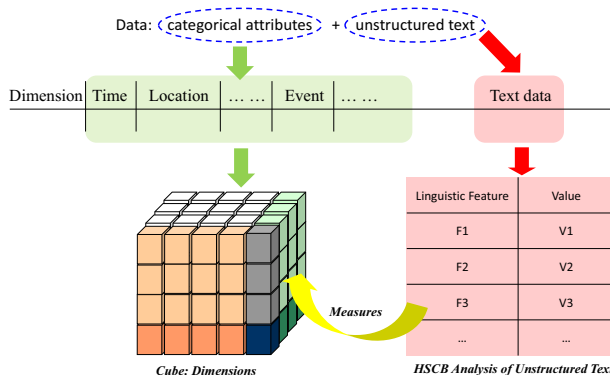 Data: categorical attributes + unstructured text
Dimension Time Location … … Event … … Text data
Linguistic Feature Value
F1 V1
F2 V2
F3 V3
... ...
Measures
Cube: Dimensions
HSCB Analysis of Unstructured Text